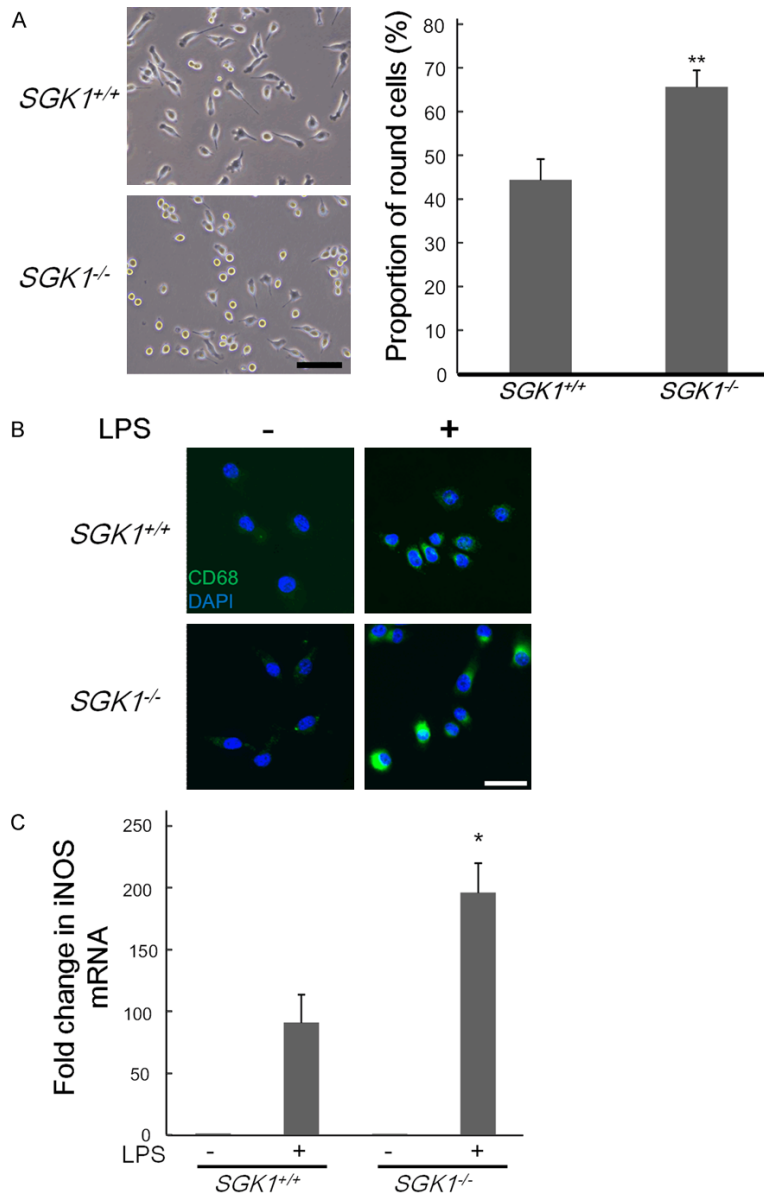 A
SGK1+/+
SGK1-/-
Proportion of round cells (%)
80
70
60
50
40
30
20
10
0
**
SGK1+/+
SGK1-/-
B
LPS
-
+
SGK1+/+
CD68
DAPI
SGK1-/-
C
Fold change in iNOS
mRNA
250
200
150
100
50
0
*
LPS - + - +
SGK1+/+ SGK1-/-